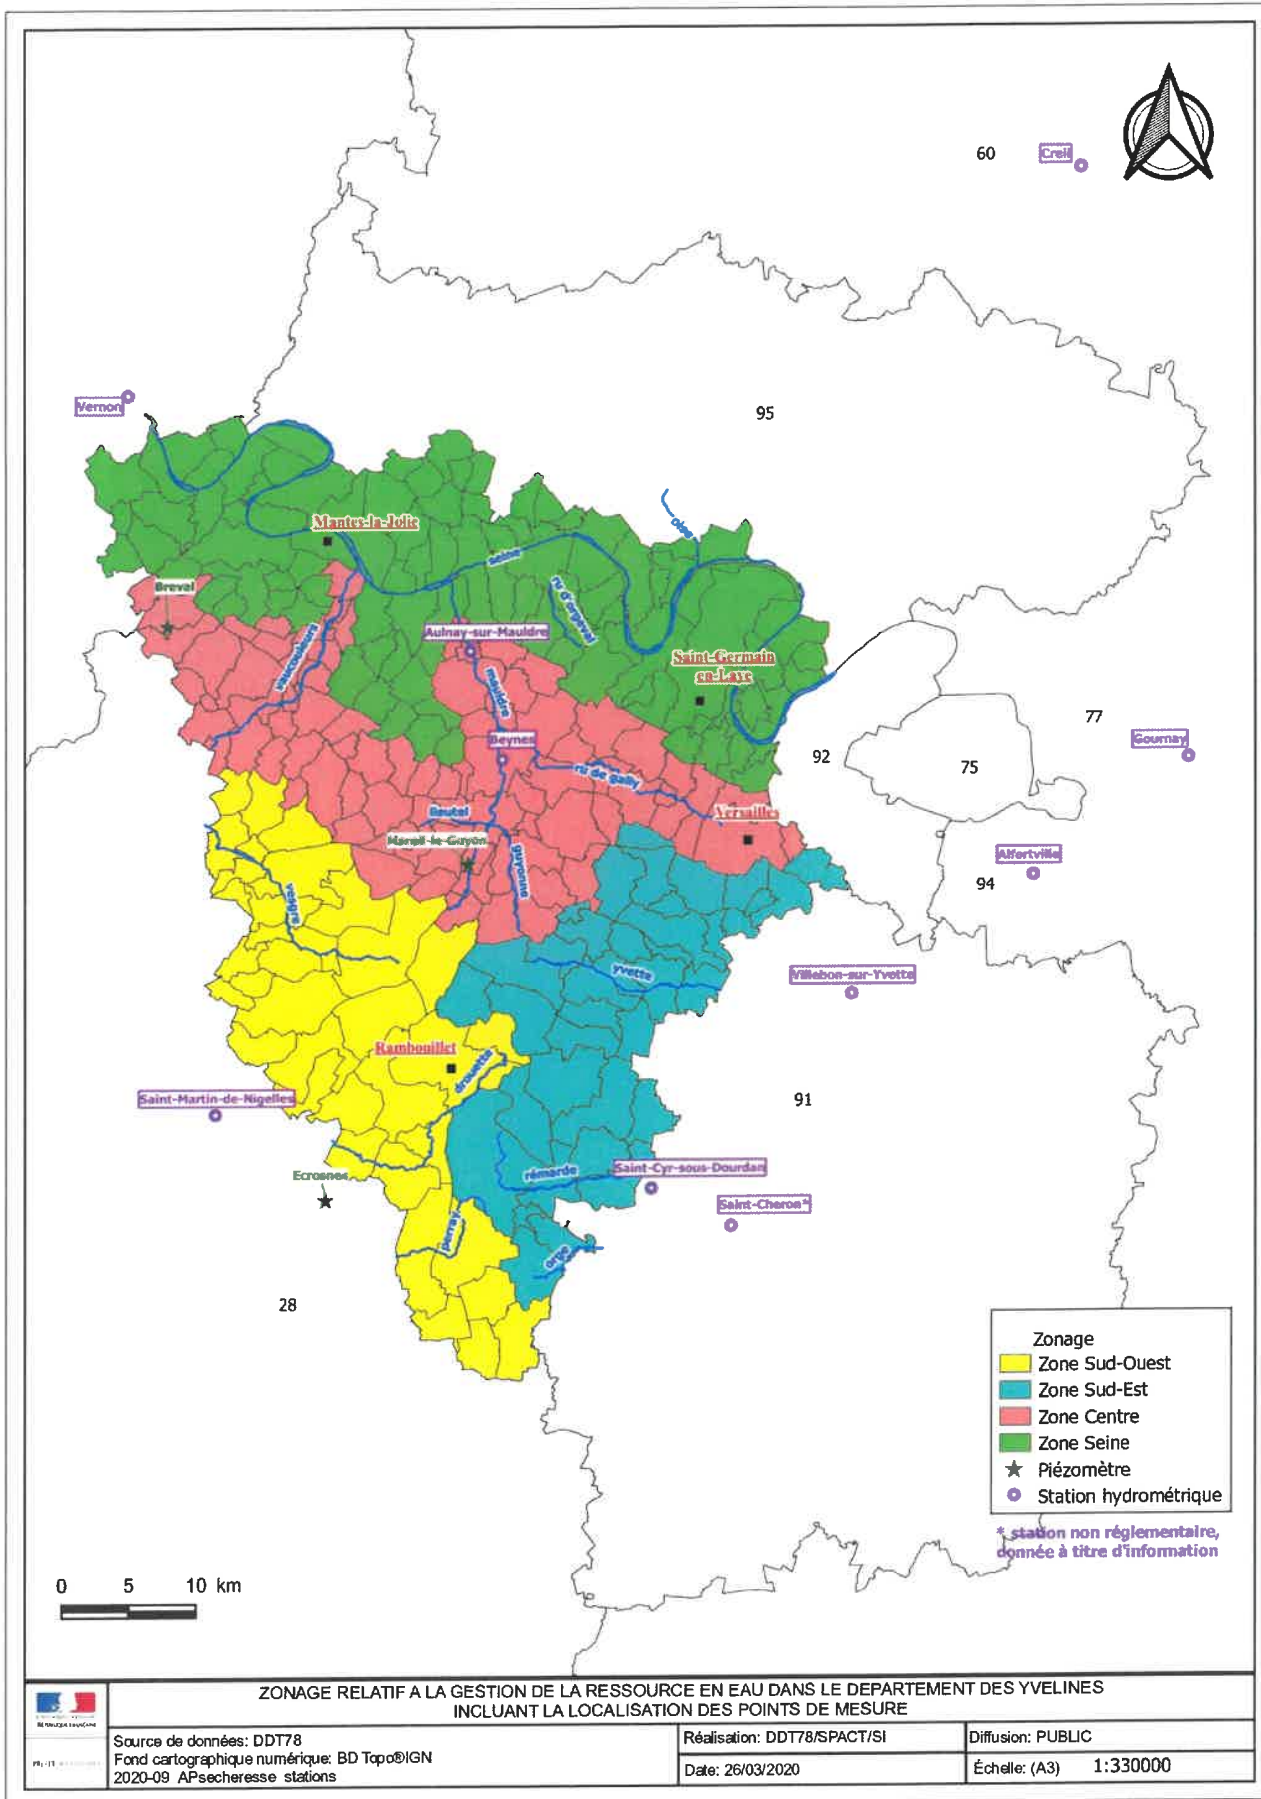 60
Creil
95
Vernon
Mantes-la-Jolie
oise
seine
Breval
ru d'orgeval
vaucouleurs
Aulnay-sur-Mauldre
Saint-Germain
en-Laye
mauldre
77
Gournay
92
75
Beynes
ru de gally
lieutel
Versailles
Mareil-le-Guyon
guyonne
Alfortville
94
vesgre
yvette
Villebon-sur-Yvette
Rambouillet
drouette
Saint-Martin-de-Nigelles
91
Ecrosnes
rémarde
Saint-Cyr-sous-Dourdan
Saint-Cheron*
perray
orge
28
Zonage
Zone Sud-Ouest
Zone Sud-Est
Zone Centre
Zone Seine
Piézomètre
Station hydrométrique
* station non réglementaire,
donnée à titre d'information
0 5 10 km
ZONAGE RELATIF A LA GESTION DE LA RESSOURCE EN EAU DANS LE DEPARTEMENT DES YVELINES
INCLUANT LA LOCALISATION DES POINTS DE MESURE
RÉPUBLIQUE FRANÇAISE
Source de données: DDT78
Fond cartographique numérique: BD Topo®IGN
2020-09_APsecheresse_stations
Réalisation: DDT78/SPACT/SI
Diffusion: PUBLIC
Date: 26/03/2020
Échelle: (A3) 1:330000